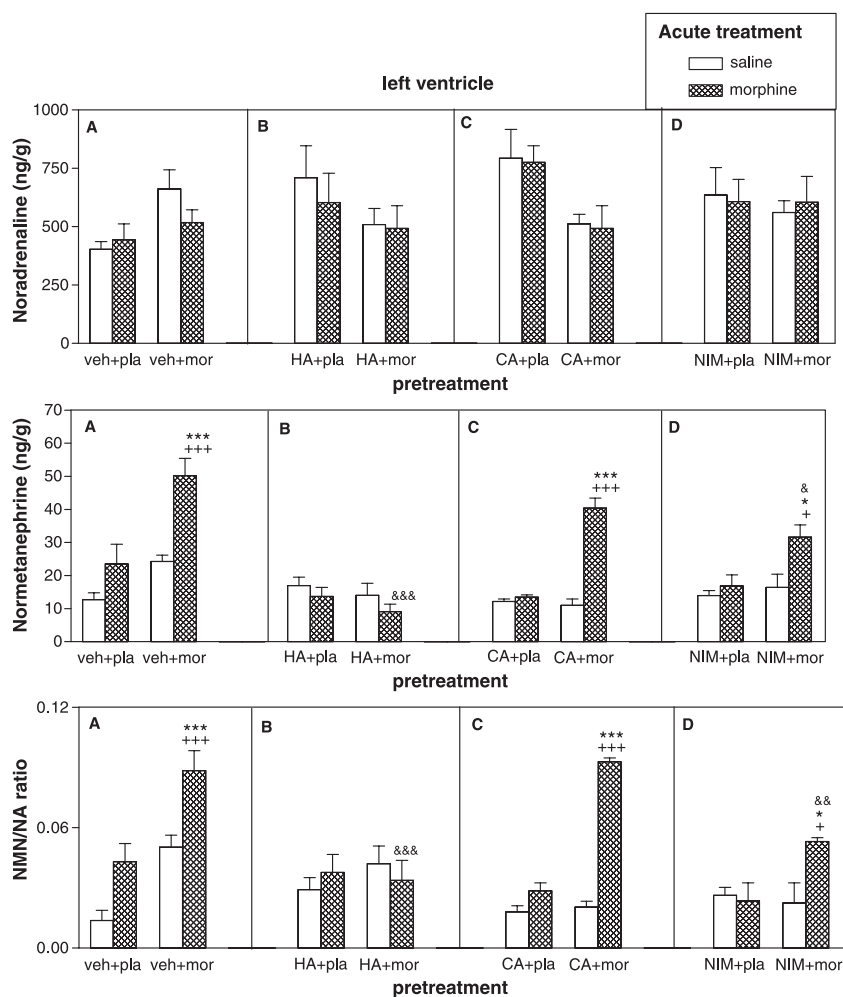 Acute treatment
saline
morphine
left ventricle
Noradrenaline (ng/g)
1000
750
500
250
0
A
B
C
D
veh+pla veh+mor HA+pla HA+mor CA+pla CA+mor NIM+pla NIM+mor
pretreatment
Normetanephrine (ng/g)
70
60
50
40
30
20
10
0
A
***
+++
B
&&&
C
***
+++
D
&
*
+
veh+pla veh+mor HA+pla HA+mor CA+pla CA+mor NIM+pla NIM+mor
pretreatment
NMN/NA ratio
0.12
0.06
0.00
A
***
+++
B
&&&
C
***
+++
D
&&
*
+
veh+pla veh+mor HA+pla HA+mor CA+pla CA+mor NIM+pla NIM+mor
pretreatment